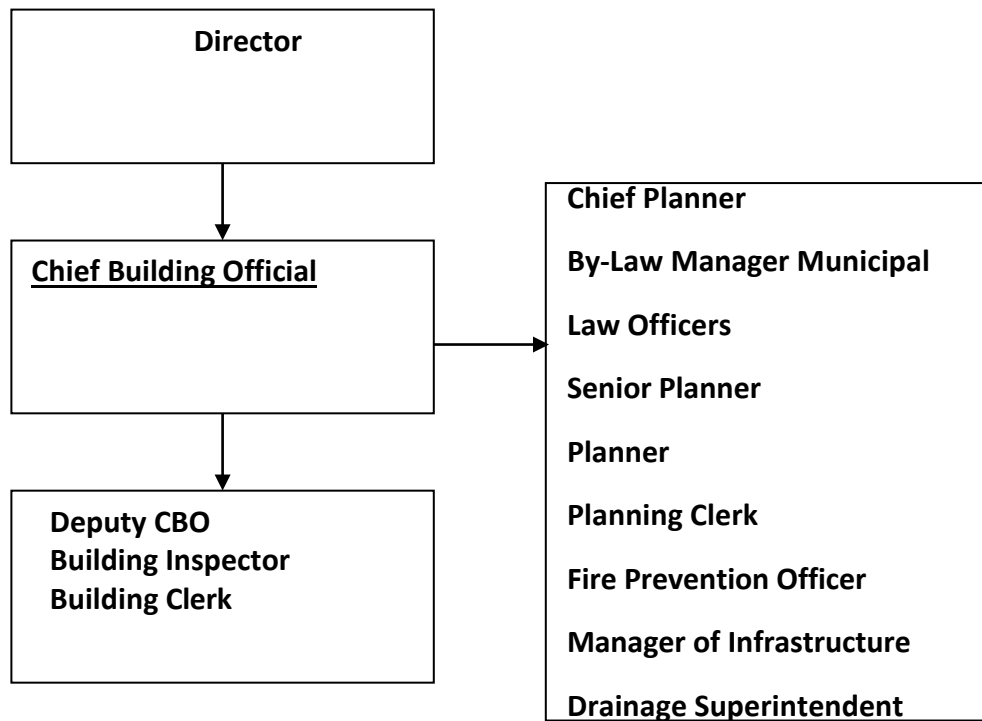 Director
Chief Building Official
Deputy CBO
Building Inspector
Building Clerk
Chief Planner
By-Law Manager Municipal
Law Officers
Senior Planner
Planner
Planning Clerk
Fire Prevention Officer
Manager of Infrastructure
Drainage Superintendent